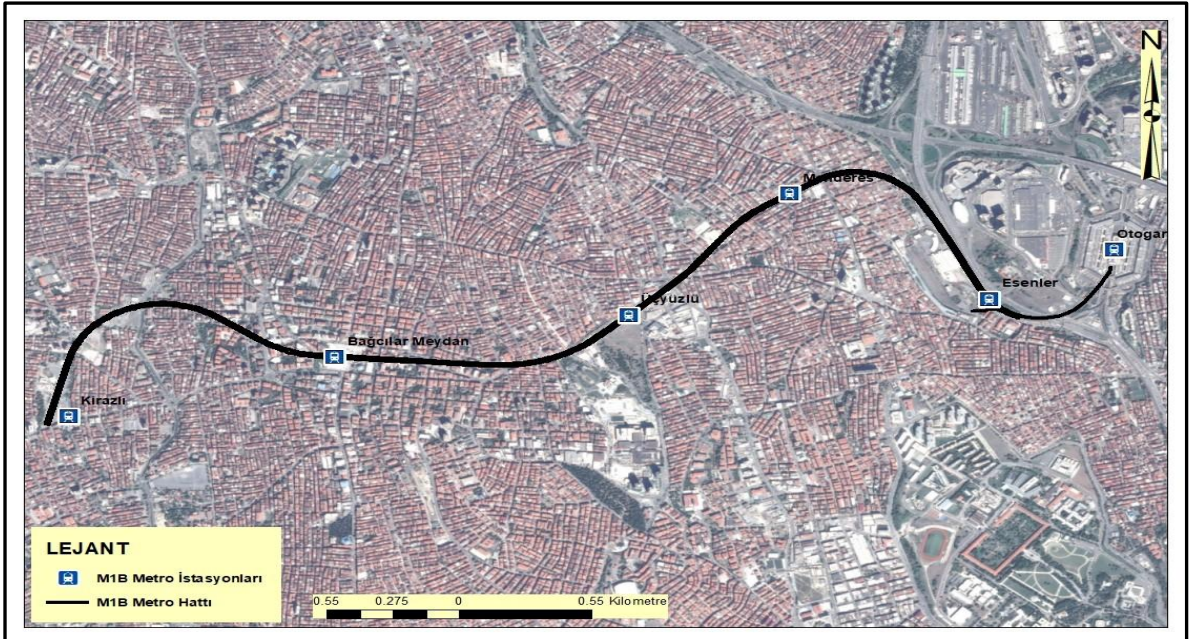 N
Menderes
Otogar
Esenler
Üçyüzlü
Bağcılar Meydan
Kirazlı
LEJANT
M1B Metro İstasyonları
M1B Metro Hattı
0.55 0.275 0 0.55 Kilometre